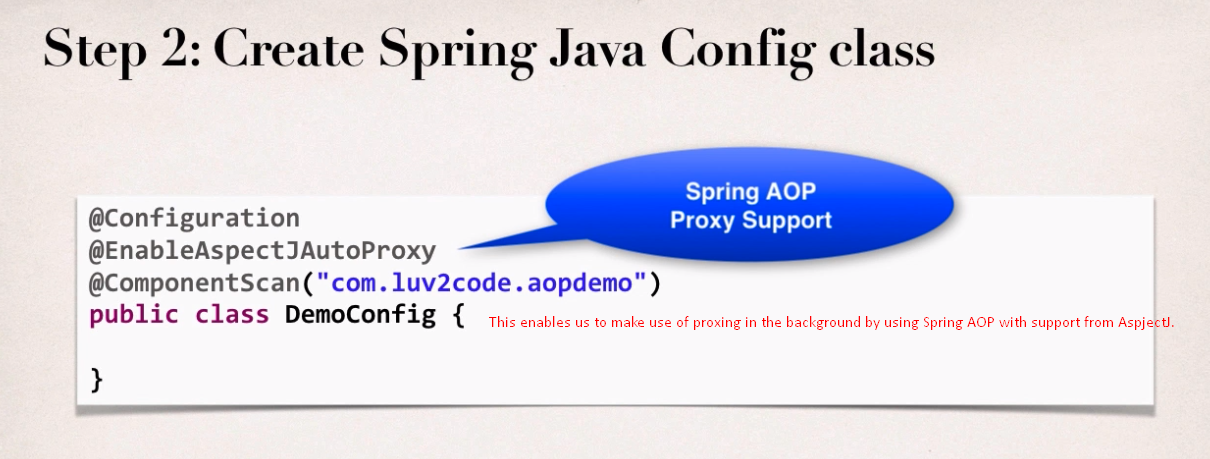 Step 2: Create Spring Java Config class
Spring AOP
Proxy Support
@Configuration
@EnableAspectJAutoProxy
@ComponentScan("com.luv2code.aopdemo")
public class DemoConfig {
This enables us to make use of proxing in the background by using Spring AOP with support from AspjectJ.
}